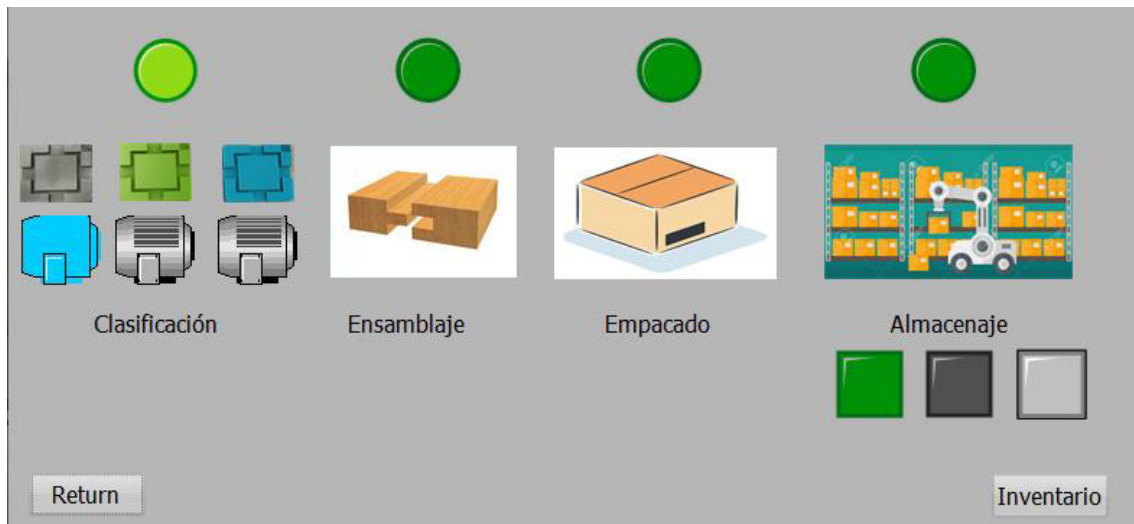 Clasificación
Ensamblaje
Empacado
Almacenaje
Return
Inventario